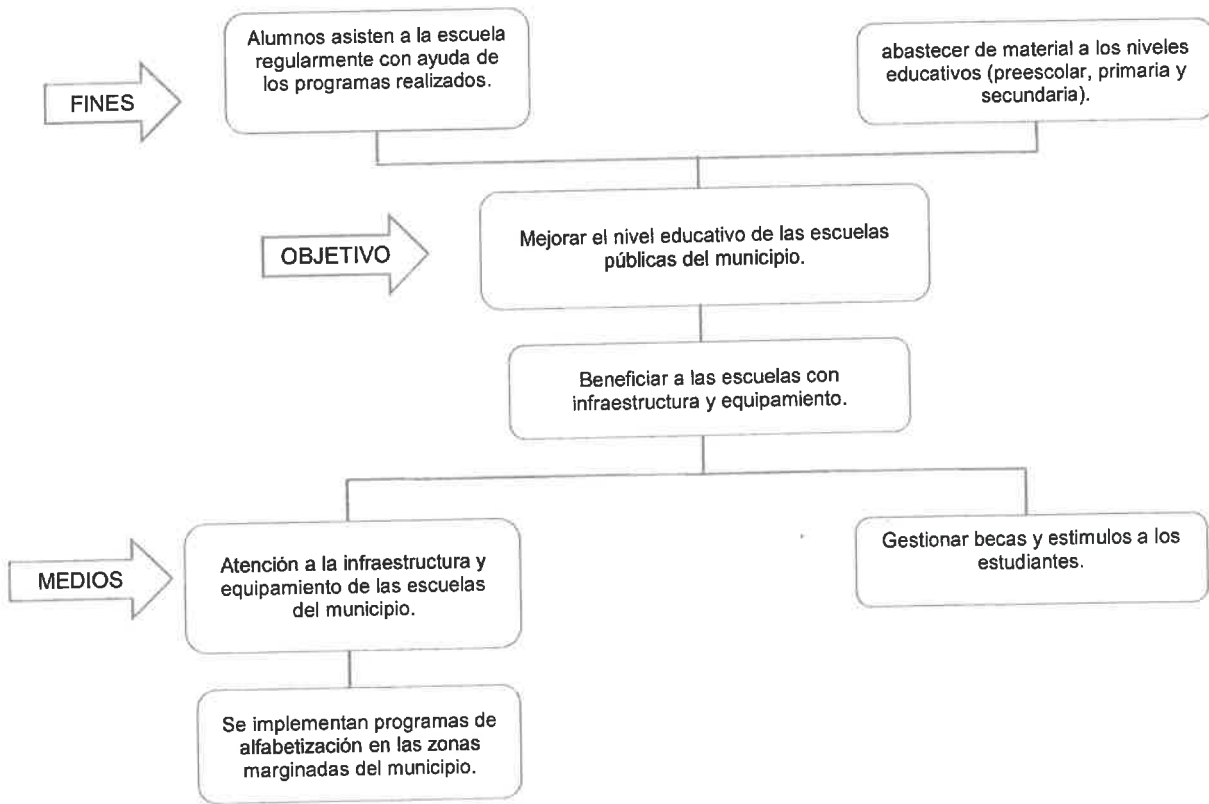 Alumnos asisten a la escuela
regularmente con ayuda de
los programas realizados.
abastecer de material a los niveles
educativos (preescolar, primaria y
secundaria).
FINES
Mejorar el nivel educativo de las escuelas
públicas del municipio.
OBJETIVO
Beneficiar a las escuelas con
infraestructura y equipamiento.
Atención a la infraestructura y
equipamiento de las escuelas
del municipio.
Gestionar becas y estimulos a los
estudiantes.
MEDIOS
Se implementan programas de
alfabetización en las zonas
marginadas del municipio.